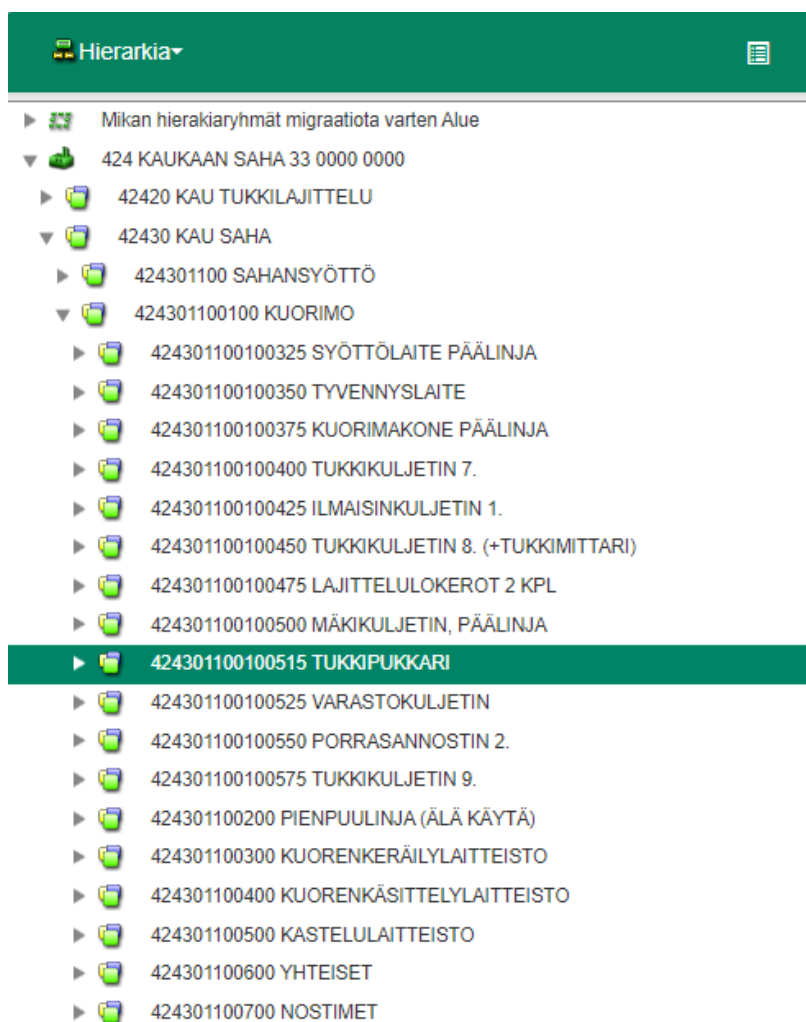 Hierarkia
Mikan hierakiaryhmät migraatiota varten Alue
424 KAUKAAN SAHA 33 0000 0000
42420 KAU TUKKILAJITTELU
42430 KAU SAHA
424301100 SAHANSYÖTTÖ
424301100100 KUORIMO
424301100100325 SYÖTTÖLAITE PÄÄLINJA
424301100100350 TYVENNYSLAITE
424301100100375 KUORIMAKONE PÄÄLINJA
424301100100400 TUKKIKULJETIN 7.
424301100100425 ILMAISINKULJETIN 1.
424301100100450 TUKKIKULJETIN 8. (+TUKKIMITTARI)
424301100100475 LAJITTELULOKEROT 2 KPL
424301100100500 MÄKIKULJETIN, PÄÄLINJA
424301100100515 TUKKIPUKKARI
424301100100525 VARASTOKULJETIN
424301100100550 PORRASANNOSTIN 2.
424301100100575 TUKKIKULJETIN 9.
424301100200 PIENPUULINJA (ÄLÄ KÄYTÄ)
424301100300 KUORENKERÄILYLAITTEISTO
424301100400 KUORENKÄSITTELYLAITTEISTO
424301100500 KASTELULAITTEISTO
424301100600 YHTEISET
424301100700 NOSTIMET